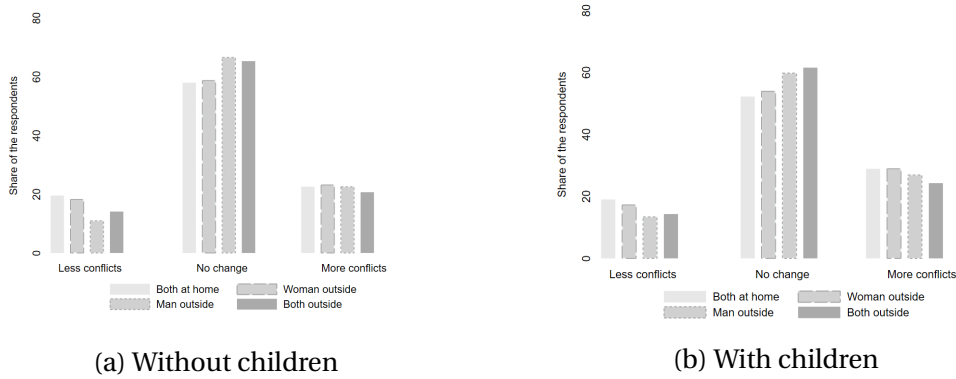 80
60
40
20
0
Share of the respondents
Less conflicts No change More conflicts
Both at home Woman outside
Man outside Both outside
(a) Without children
80
60
40
20
0
Share of the respondents
Less conflicts No change More conflicts
Both at home Woman outside
Man outside Both outside
(b) With children